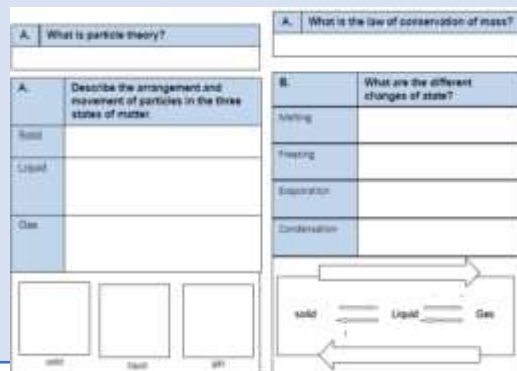 A. What is particle theory?
A. Describe the arrangement and
movement of particles in the three
states of matter.
Solid
Liquid
Gas
solid
liquid
gas
A. What is the law of conservation of mass?
B. What are the different
changes of state?
Melting
Freezing
Evaporation
Condensation
solid Liquid Gas